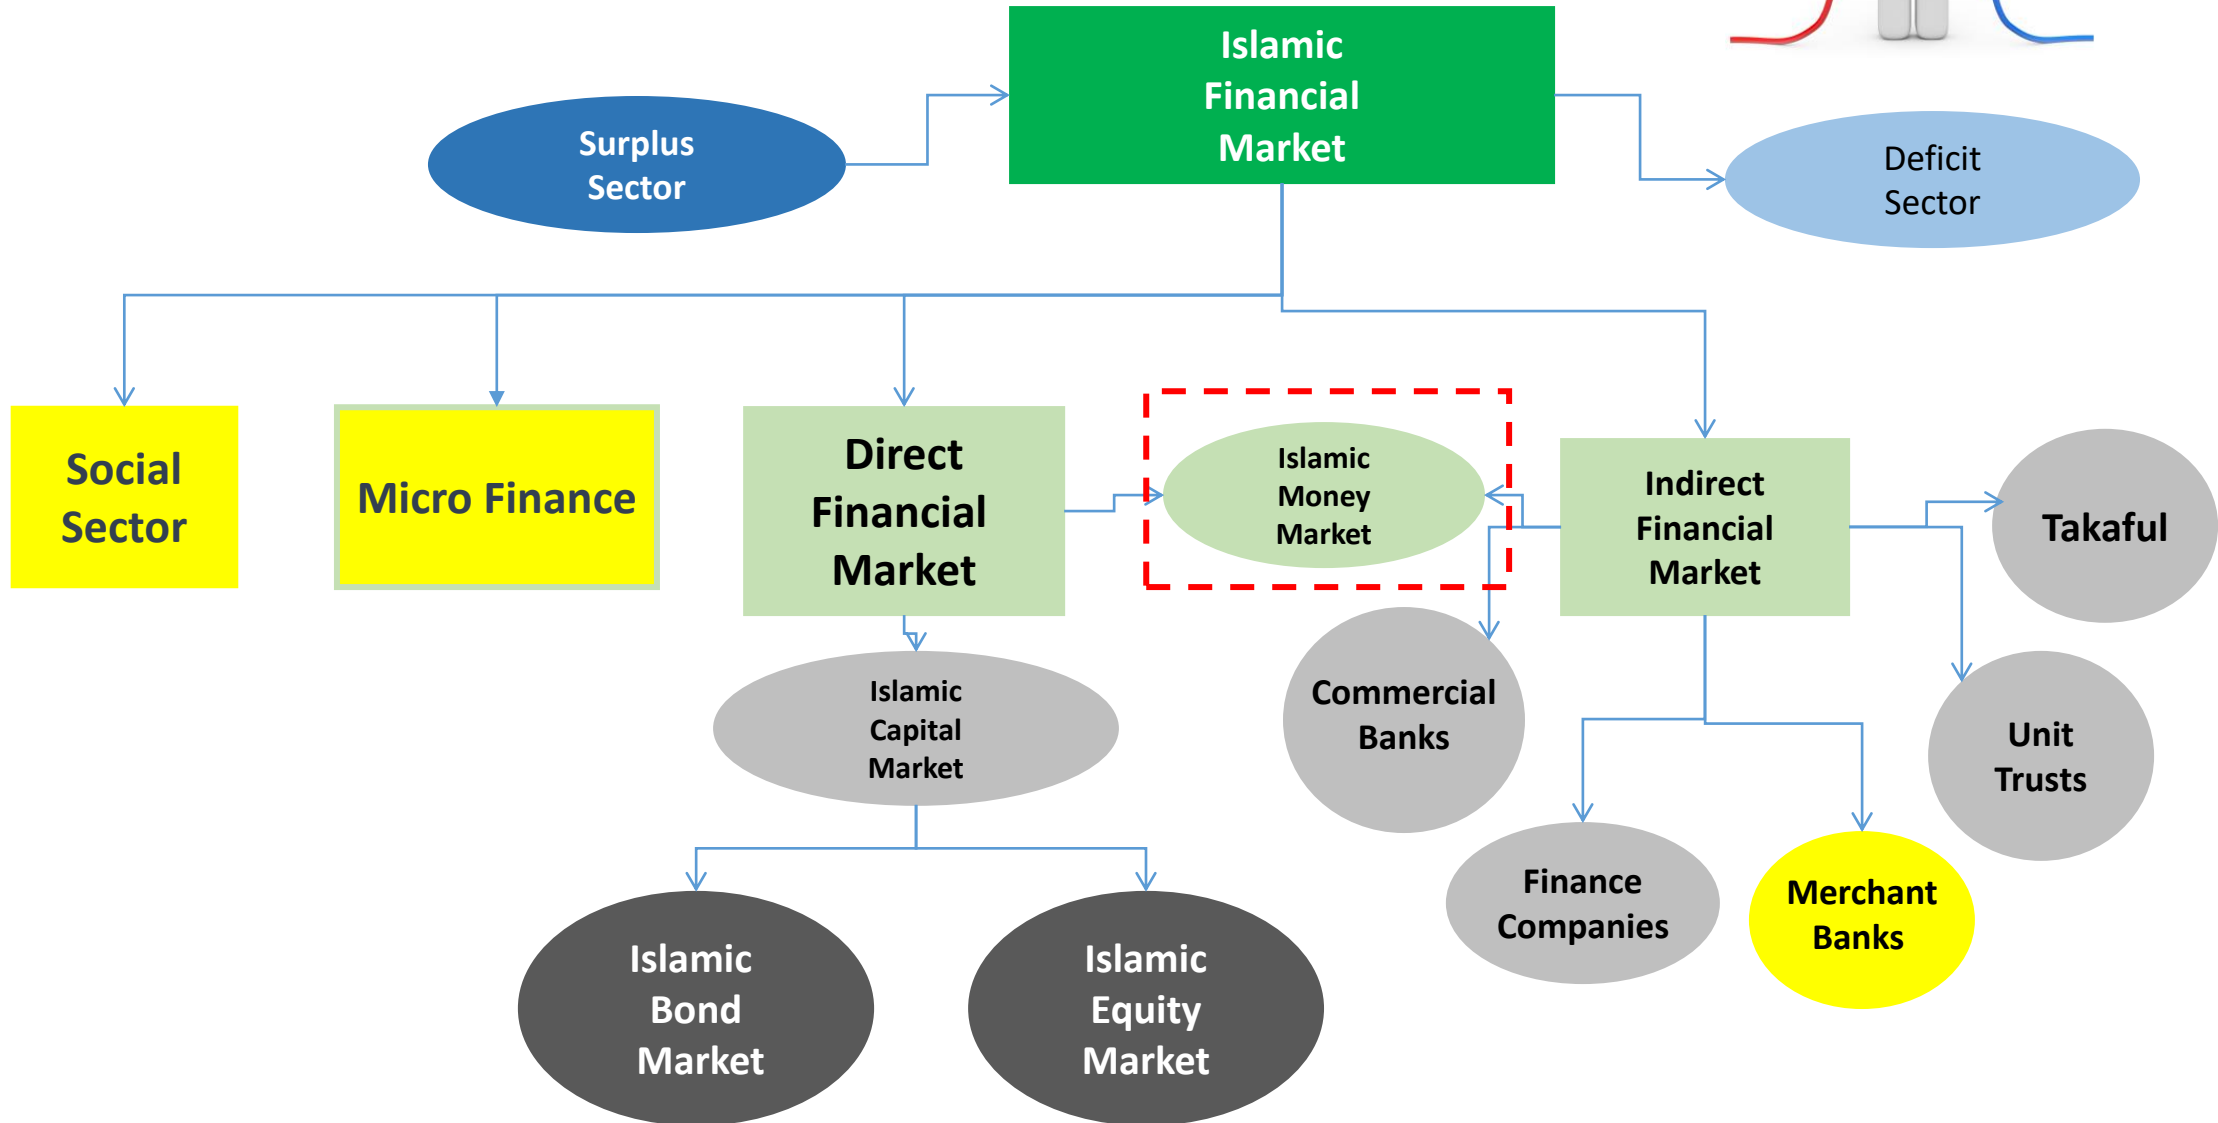 Islamic
Financial
Market
Surplus
Sector
Deficit
Sector
Social
Sector
Micro Finance
Direct
Financial
Market
Islamic
Money
Market
Indirect
Financial
Market
Takaful
Islamic
Capital
Market
Commercial
Banks
Unit
Trusts
Finance
Companies
Merchant
Banks
Islamic
Bond
Market
Islamic
Equity
Market